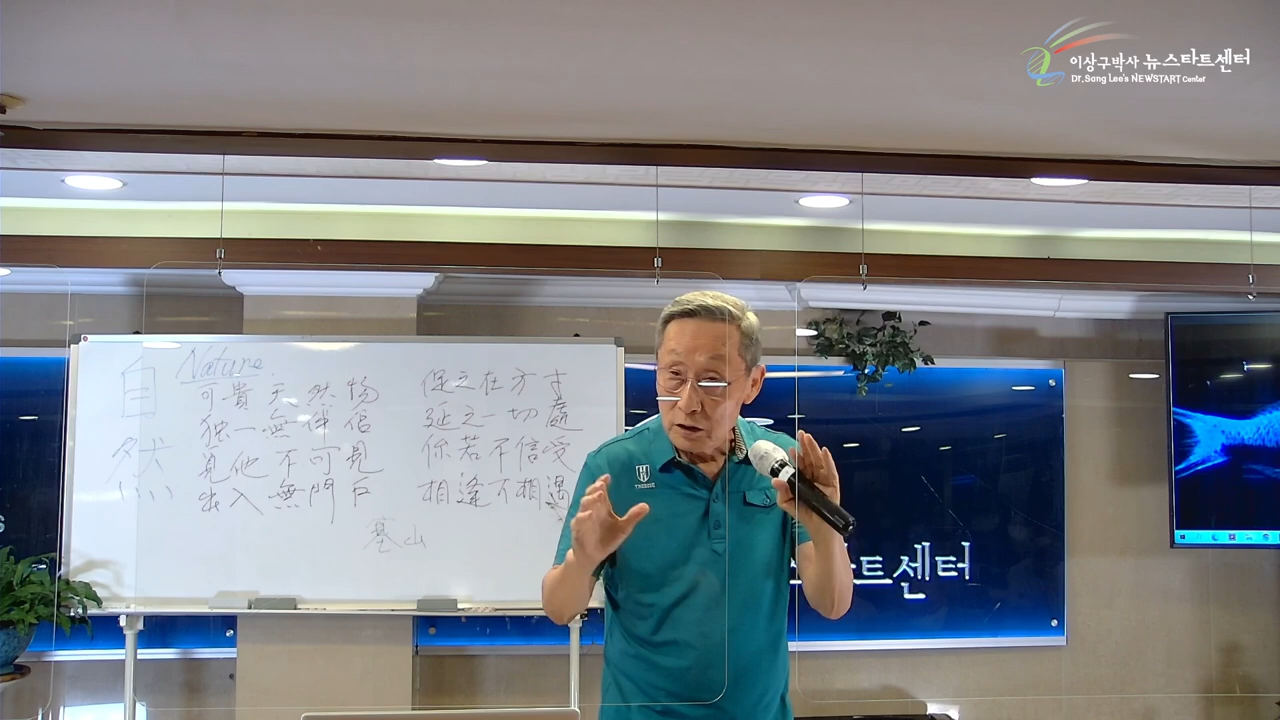 이상구박사 뉴스타트센터
Dr. Sang Lee's NEWSTART Center
自然
Nature
可貴天然物
独一無伴侶
覓他不可見
出入無門戶
促之在方寸
延之一切處
你若不信受
相逢不相遇
寒山
타트센터